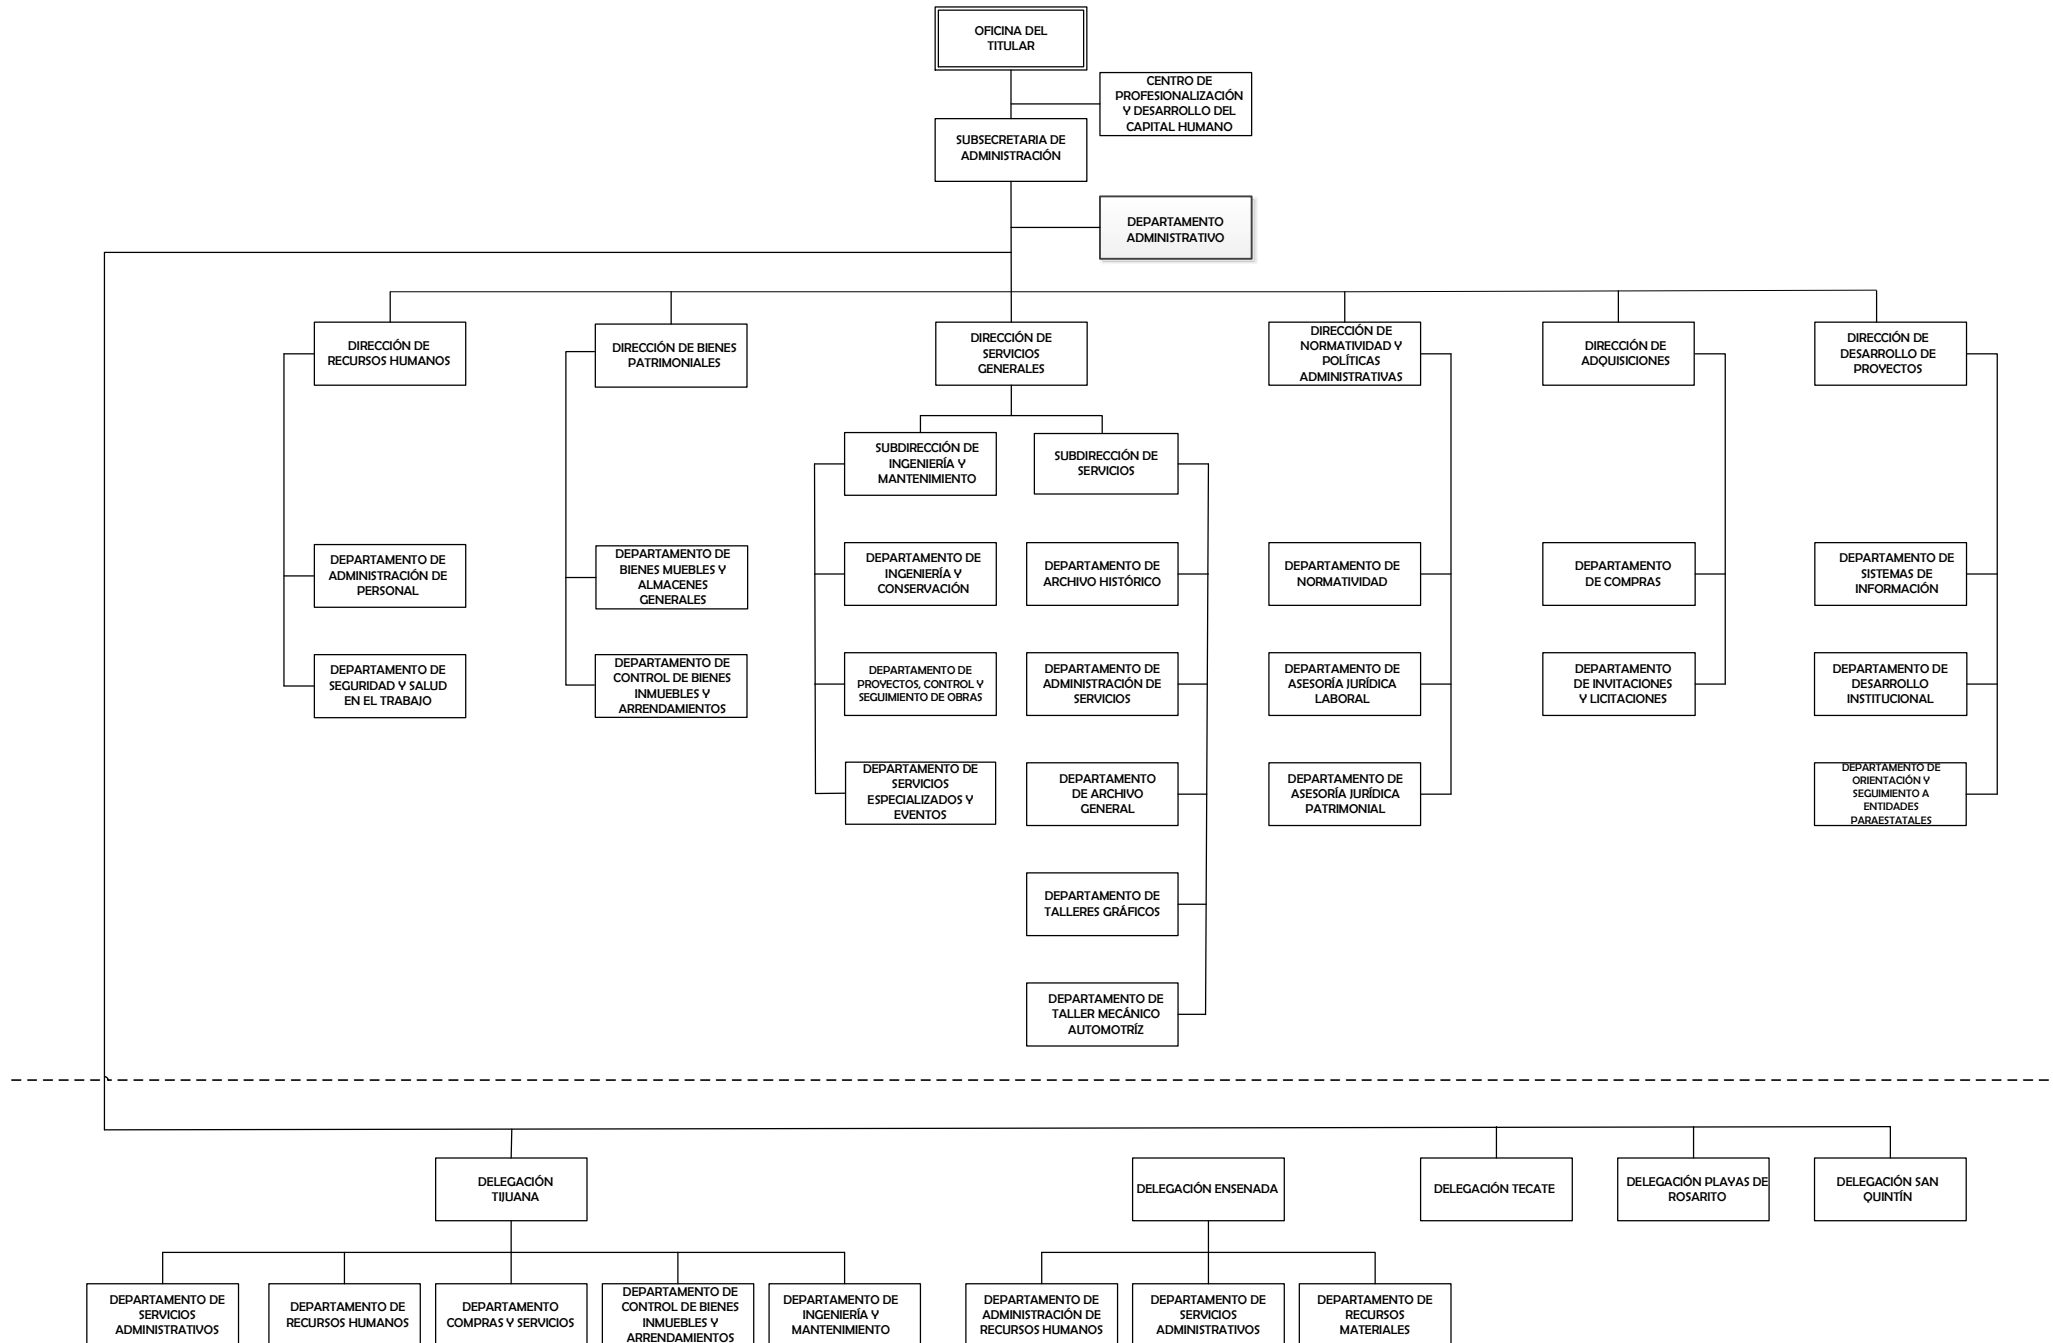 OFICINA DEL
TITULAR
CENTRO DE
PROFESIONALIZACIÓN
Y DESARROLLO DEL
CAPITAL HUMANO
SUBSECRETARIA DE
ADMINISTRACIÓN
DEPARTAMENTO
ADMINISTRATIVO
DIRECCIÓN DE
RECURSOS HUMANOS
DIRECCIÓN DE BIENES
PATRIMONIALES
DIRECCIÓN DE
SERVICIOS
GENERALES
DIRECCIÓN DE
NORMATIVIDAD Y
POLÍTICAS
ADMINISTRATIVAS
DIRECCIÓN DE
ADQUISICIONES
DIRECCIÓN DE
DESARROLLO DE
PROYECTOS
SUBDIRECCIÓN DE
INGENIERÍA Y
MANTENIMIENTO
SUBDIRECCIÓN DE
SERVICIOS
DEPARTAMENTO DE
ADMINISTRACIÓN DE
PERSONAL
DEPARTAMENTO DE
BIENES MUEBLES Y
ALMACENES
GENERALES
DEPARTAMENTO DE
INGENIERÍA Y
CONSERVACIÓN
DEPARTAMENTO DE
ARCHIVO HISTÓRICO
DEPARTAMENTO DE
NORMATIVIDAD
DEPARTAMENTO
DE COMPRAS
DEPARTAMENTO DE
SISTEMAS DE
INFORMACIÓN
DEPARTAMENTO DE
SEGURIDAD Y SALUD
EN EL TRABAJO
DEPARTAMENTO DE
CONTROL DE BIENES
INMUEBLES Y
ARRENDAMIENTOS
DEPARTAMENTO DE
PROYECTOS, CONTROL Y
SEGUIMIENTO DE OBRAS
DEPARTAMENTO DE
ADMINISTRACIÓN DE
SERVICIOS
DEPARTAMENTO DE
ASESORÍA JURÍDICA
LABORAL
DEPARTAMENTO
DE INVITACIONES
Y LICITACIONES
DEPARTAMENTO DE
DESARROLLO
INSTITUCIONAL
DEPARTAMENTO DE
SERVICIOS
ESPECIALIZADOS Y
EVENTOS
DEPARTAMENTO
DE ARCHIVO
GENERAL
DEPARTAMENTO DE
ASESORÍA JURÍDICA
PATRIMONIAL
DEPARTAMENTO DE
ORIENTACIÓN Y
SEGUIMIENTO A
ENTIDADES
PARAESTATALES
DEPARTAMENTO DE
TALLERES GRÁFICOS
DEPARTAMENTO DE
TALLER MECÁNICO
AUTOMOTRÍZ
DELEGACIÓN
TIJUANA
DELEGACIÓN ENSENADA
DELEGACIÓN TECATE
DELEGACIÓN PLAYAS DE
ROSARITO
DELEGACIÓN SAN
QUINTÍN
DEPARTAMENTO DE
SERVICIOS
ADMINISTRATIVOS
DEPARTAMENTO DE
RECURSOS HUMANOS
DEPARTAMENTO
COMPRAS Y SERVICIOS
DEPARTAMENTO DE
CONTROL DE BIENES
INMUEBLES Y
ARRENDAMIENTOS
DEPARTAMENTO DE
INGENIERÍA Y
MANTENIMIENTO
DEPARTAMENTO DE
ADMINISTRACIÓN DE
RECURSOS HUMANOS
DEPARTAMENTO DE
SERVICIOS
ADMINISTRATIVOS
DEPARTAMENTO DE
RECURSOS
MATERIALES